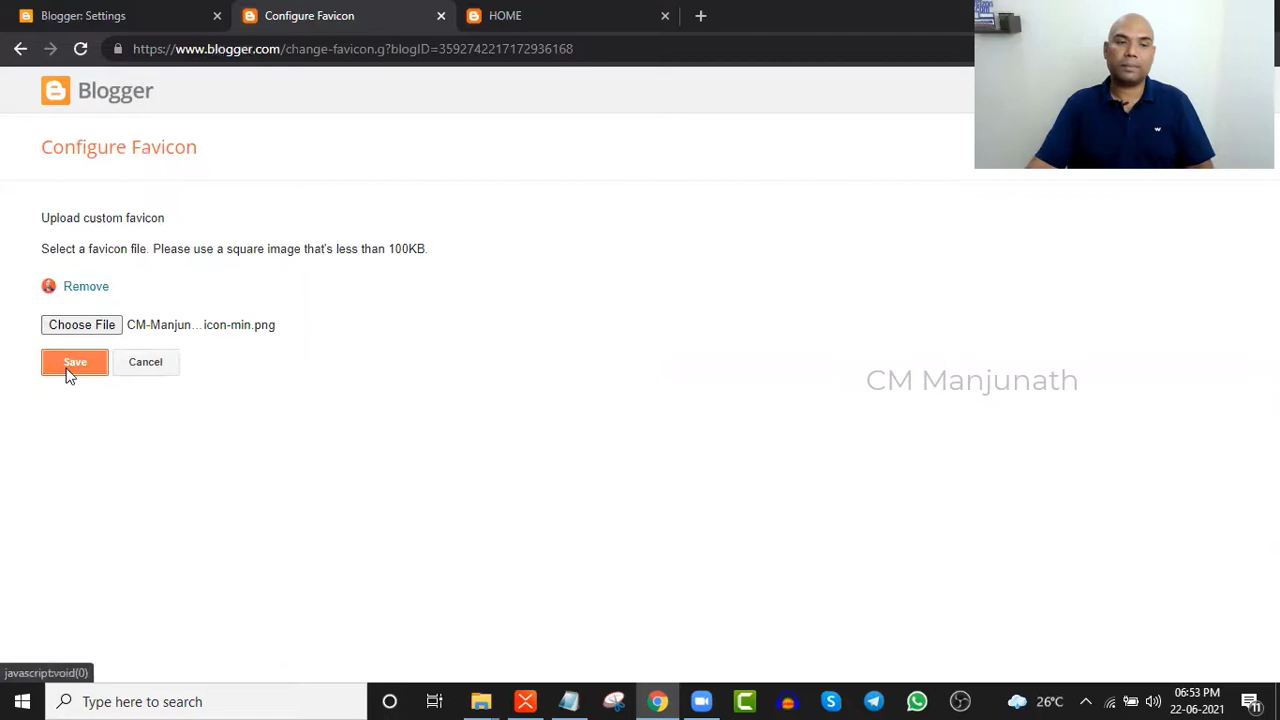 Blogger: Settings
Configure Favicon
HOME
https://www.blogger.com/change-favicon.g?blogID=3592742217172936168
Blogger
Configure Favicon
Upload custom favicon
Select a favicon file. Please use a square image that's less than 100KB.
Remove
Choose File CM-Manjun...icon-min.png
Save Cancel
CM Manjunath
javascript:void(0)
Type here to search
26°C
06:53 PM
22-06-2021
11